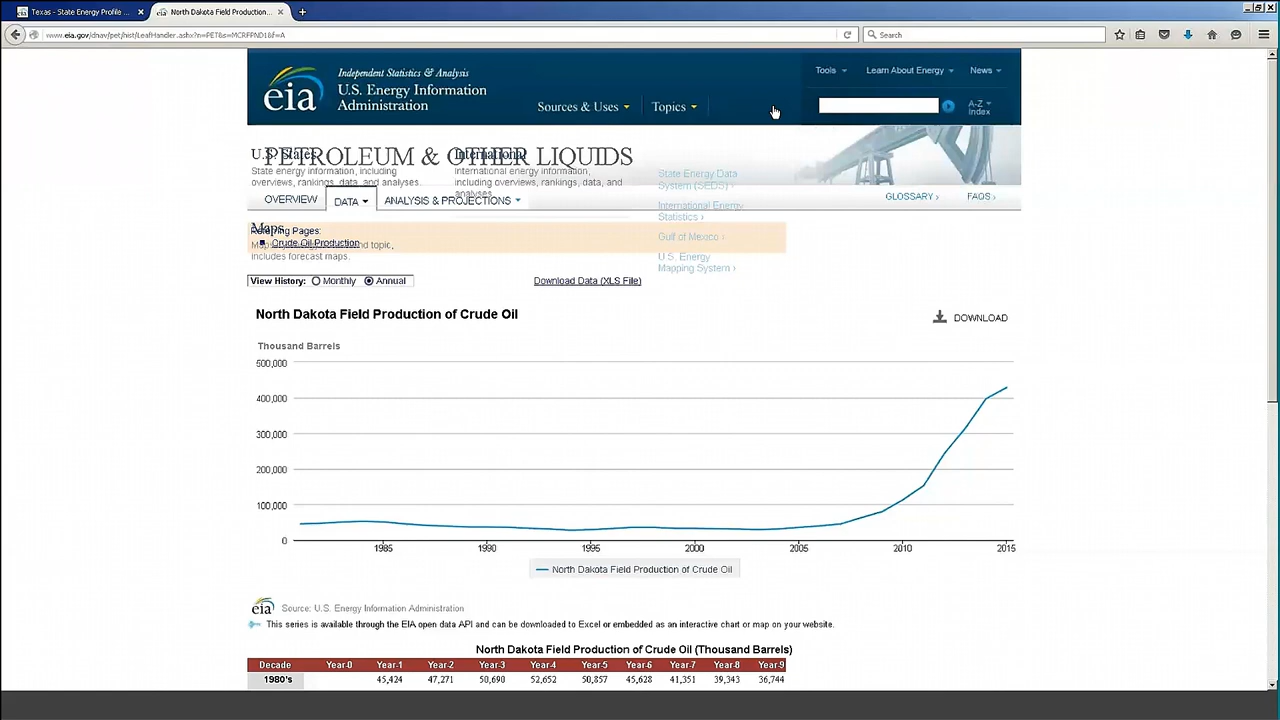 Texas - State Energy Profile ...
North Dakota Field Production...
www.eia.gov/dnav/pet/hist/LeafHandler.ashx?n=PET&s=MCRFPND1&f=A
Search
eia
Independent Statistics & Analysis
U.S. Energy Information
Administration
Sources & Uses
Topics
Tools
Learn About Energy
News
A-Z
Index
PETROLEUM & OTHER LIQUIDS
U.S. States
State energy information, including
overviews, rankings, data, and analyses.
International
International energy information,
including overviews, rankings, data, and
analyses.
State Energy Data
System (SEDS) ›
International Energy
Statistics ›
Gulf of Mexico ›
U.S. Energy
Mapping System ›
OVERVIEW
DATA
ANALYSIS & PROJECTIONS
GLOSSARY ›
FAQS ›
Maps
Referring Pages:
Crude Oil Production
includes forecast maps.
View History:
Monthly
Annual
Download Data (XLS File)
North Dakota Field Production of Crude Oil
DOWNLOAD
Thousand Barrels
500,000
400,000
300,000
200,000
100,000
0
1985
1990
1995
2000
2005
2010
2015
North Dakota Field Production of Crude Oil
eia
Source: U.S. Energy Information Administration
This series is available through the EIA open data API and can be downloaded to Excel or embedded as an interactive chart or map on your website.
North Dakota Field Production of Crude Oil (Thousand Barrels)
Decade Year-0 Year-1 Year-2 Year-3 Year-4 Year-5 Year-6 Year-7 Year-8 Year-9
1980's 45,424 47,271 50,690 52,652 50,857 45,628 41,351 39,343 36,744